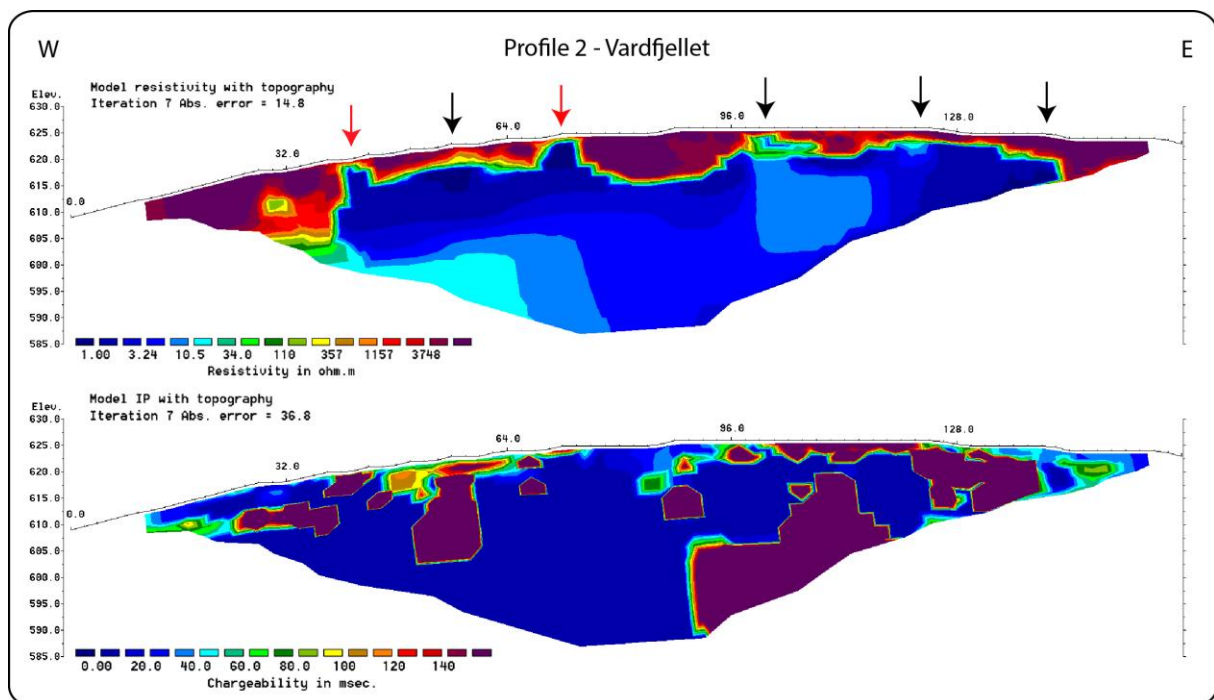 W Profile 2 - Vardfjellet E
Model resistivity with topography
Elev. Iteration 7 Abs. error = 14.8
630.0
96.0
625.0 64.0 128.0
620.0 32.0
615.0
610.0 0.0
605.0
600.0
595.0
590.0
585.0
1.00 3.24 10.5 34.0 110 357 1157 3748
Resistivity in ohm.m
Model IP with topography
Elev. Iteration 7 Abs. error = 36.8
630.0
96.0
625.0 64.0 128.0
620.0 32.0
615.0
610.0 0.0
605.0
600.0
595.0
590.0
585.0
0.00 20.0 40.0 60.0 80.0 100 120 140
Chargeability in msec.